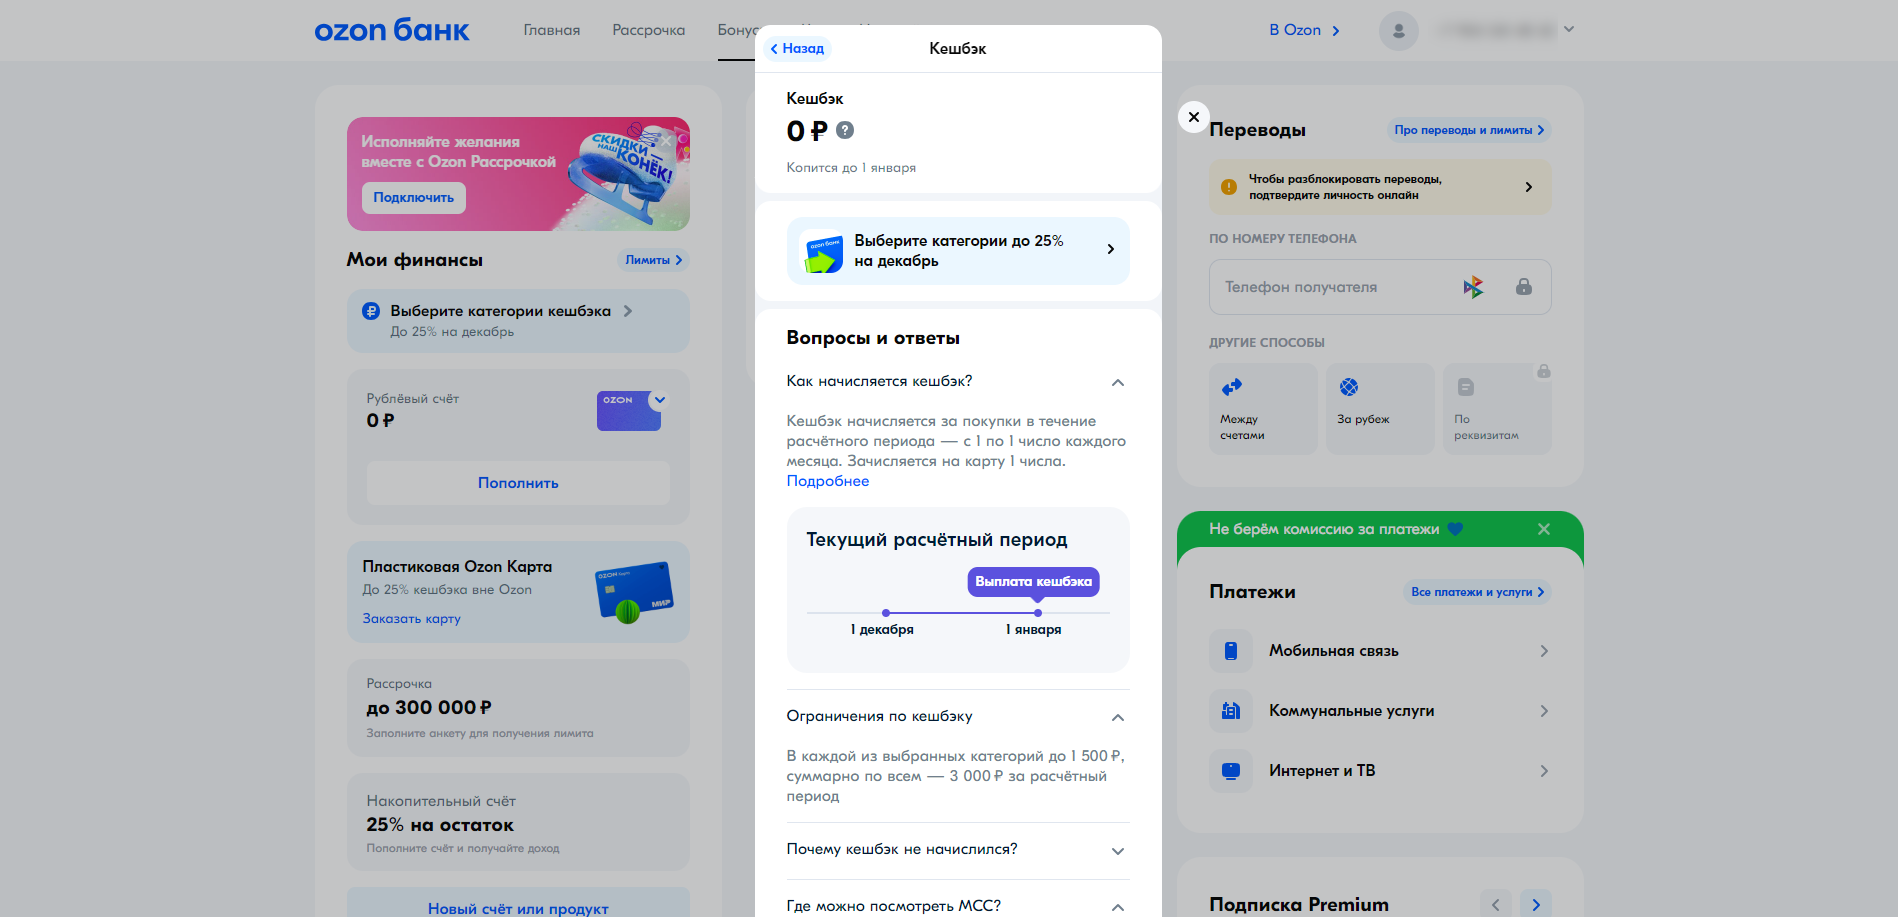 ozon банк
Главная
Рассрочка
В Ozon
Исполняйте желания
вместе с Ozon Рассрочкой
Подключить
СКИДКИ
НАШ
КОНЁК!
Мои финансы
Лимиты
Выберите категории кешбэка
До 25% на декабрь
Рублёвый счёт
0 ₽
OZON
Пополнить
Пластиковая Ozon Карта
До 25% кешбэка вне Ozon
Заказать карту
OZON банк
МИР
Рассрочка
до 300 000 ₽
Заполните анкету для получения лимита
Накопительный счёт
25% на остаток
Пополните счёт и получайте доход
Новый счёт или продукт
Назад
Кешбэк
Кешбэк
0 ₽
?
Копится до 1 января
ozon банк
Выберите категории до 25%
на декабрь
Вопросы и ответы
Как начисляется кешбэк?
Кешбэк начисляется за покупки в течение
расчётного периода — с 1 по 1 число каждого
месяца. Зачисляется на карту 1 числа.
Подробнее
Текущий расчётный период
Выплата кешбэка
1 декабря
1 января
Ограничения по кешбэку
В каждой из выбранных категорий до 1 500 ₽,
суммарно по всем — 3 000 ₽ за расчётный
период
Почему кешбэк не начислился?
Где можно посмотреть МСС?
Переводы
Про переводы и лимиты
Чтобы разблокировать переводы,
подтвердите личность онлайн
ПО НОМЕРУ ТЕЛЕФОНА
Телефон получателя
ДРУГИЕ СПОСОБЫ
Между
счетами
За рубеж
По
реквизитам
Не берём комиссию за платежи
Платежи
Все платежи и услуги
Мобильная связь
Коммунальные услуги
Интернет и ТВ
Подписка Premium